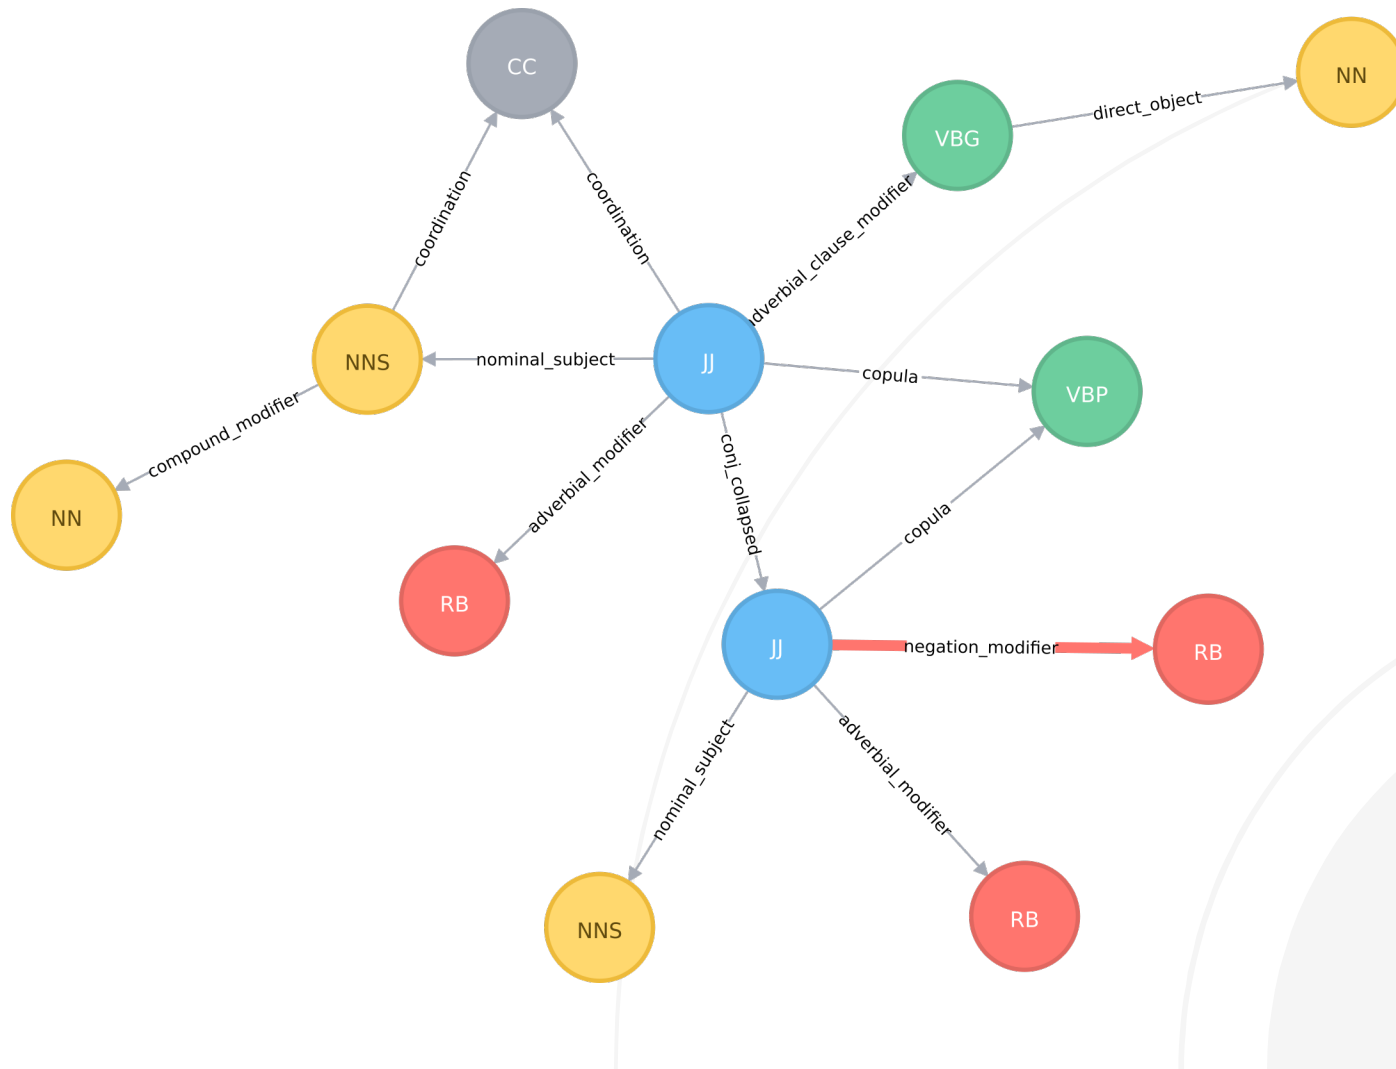 CC
NN
VBG
direct_object
coordination
coordination
adverbial_clause_modifier
NNS
nominal_subject
JJ
copula
VBP
compound_modifier
NN
adverbial_modifier
conj_collapsed
copula
RB
JJ
negation_modifier
RB
nominal_subject
adverbial_modifier
NNS
RB